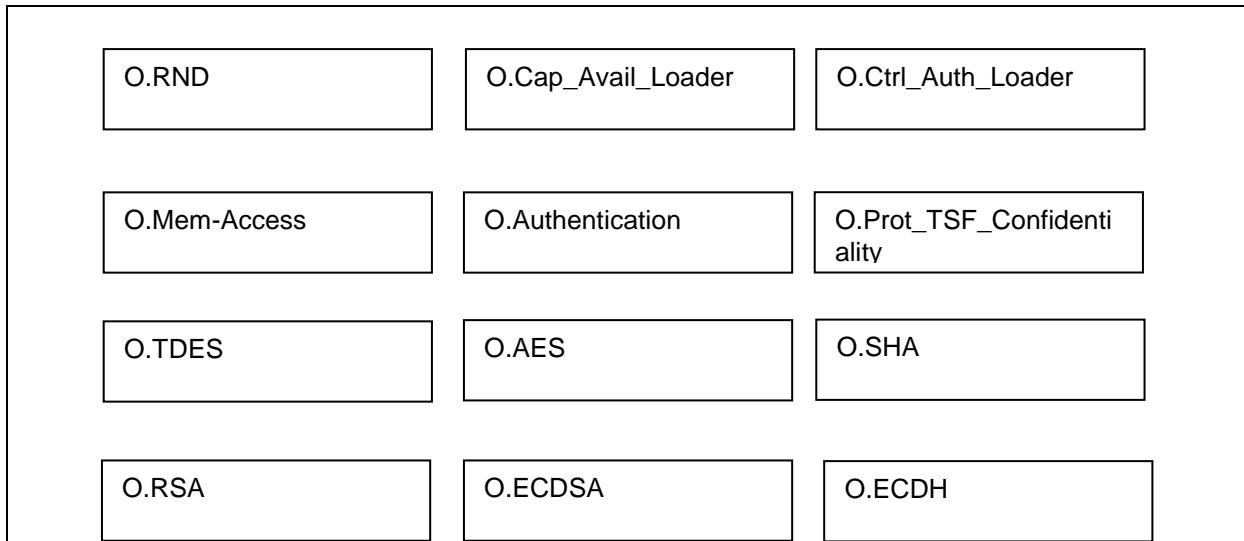 O.RND
O.Cap_Avail_Loader
O.Ctrl_Auth_Loader
O.Mem-Access
O.Authentication
O.Prot_TSF_Confidenti
ality
O.TDES
O.AES
O.SHA
O.RSA
O.ECDSA
O.ECDH